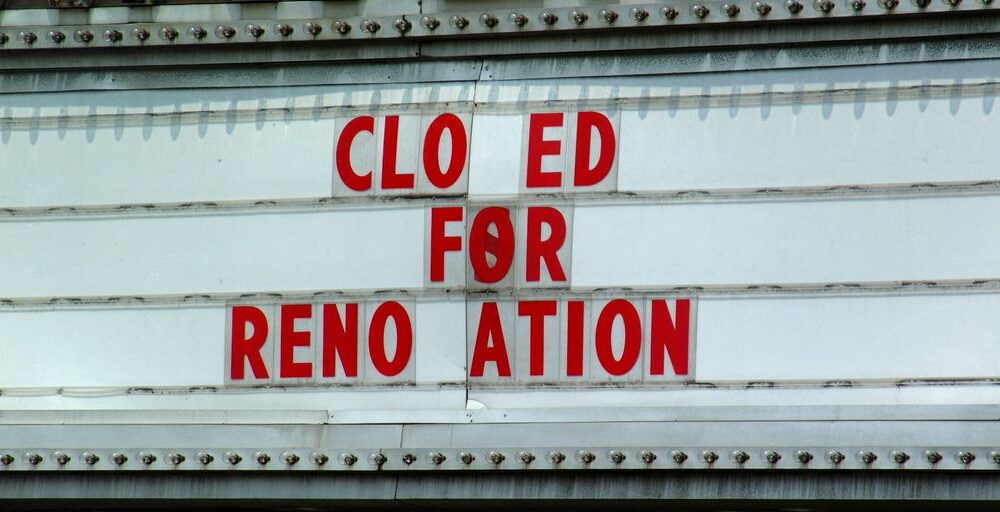 CLO ED
FOR
RENO ATION